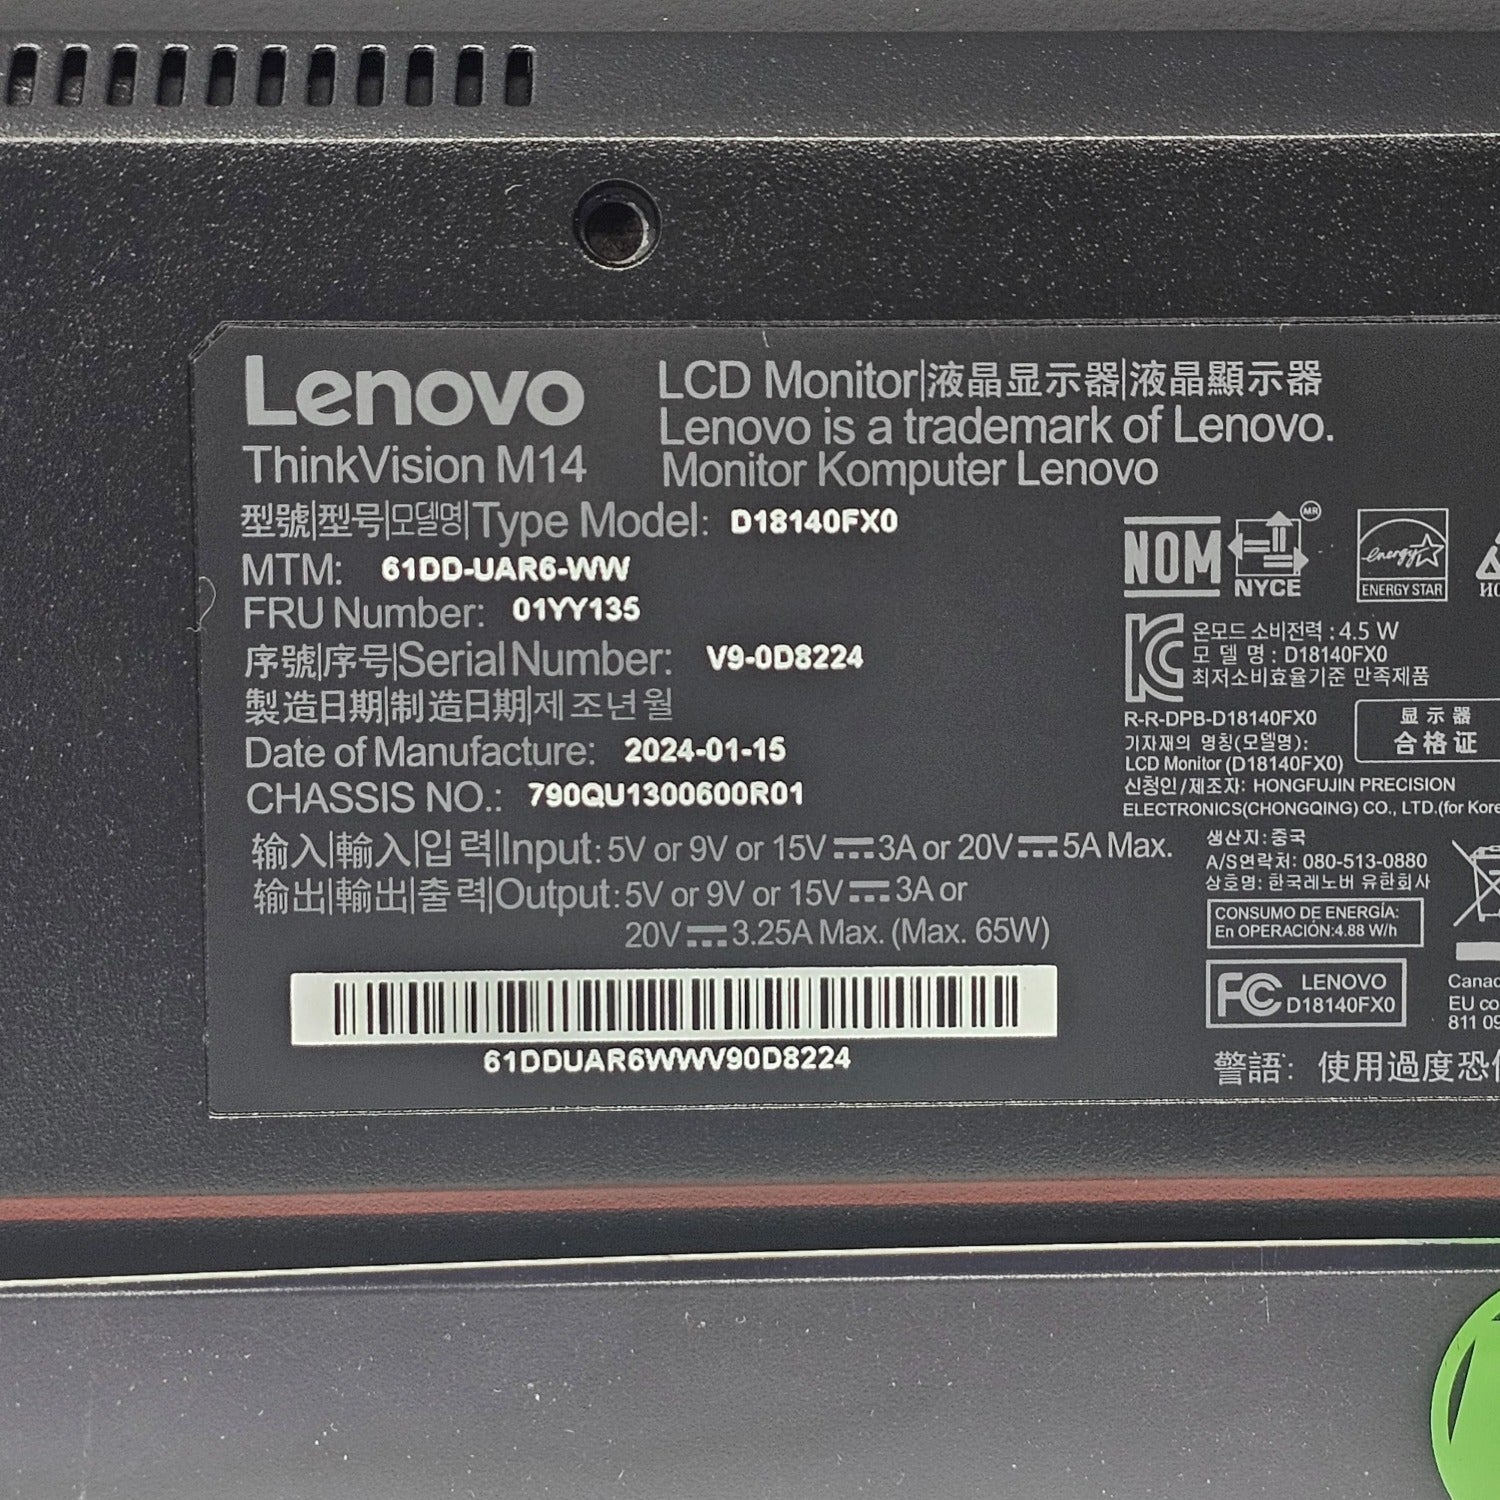 Lenovo
ThinkVision M14
LCD Monitor|液晶显示器|液晶顯示器
Lenovo is a trademark of Lenovo.
Monitor Komputer Lenovo
型號|型号|모델명|Type Model: D18140FX0
MTM: 61DD-UAR6-WW
FRU Number: 01YY135
序號|序号|Serial Number: V9-0D8224
製造日期|制造日期|제조년월
Date of Manufacture: 2024-01-15
CHASSIS NO.: 790QU1300600R01
输入|輸入|입력|Input: 5V or 9V or 15V⎓3A or 20V⎓5A Max.
输出|輸出|출력|Output: 5V or 9V or 15V⎓3A or
20V⎓3.25A Max. (Max. 65W)
61DDUAR6WWV90D8224
NOM
NYCE
MR
energy
ENERGY STAR
온모드 소비전력 : 4.5 W
모 델 명 : D18140FX0
최저소비효율기준 만족제품
R-R-DPB-D18140FX0
기자재의 명칭(모델명):
LCD Monitor (D18140FX0)
显示器
合格证
신청인/제조자: HONGFUJIN PRECISION
ELECTRONICS(CHONGQING) CO., LTD.(for Kore
생산지: 중국
A/S연락처: 080-513-0880
상호명: 한국레노버 유한회사
CONSUMO DE ENERGÍA:
En OPERACIÓN:4.88 W/h
FC LENOVO
D18140FX0
Canad
EU co
811 09
警語: 使用過度恐